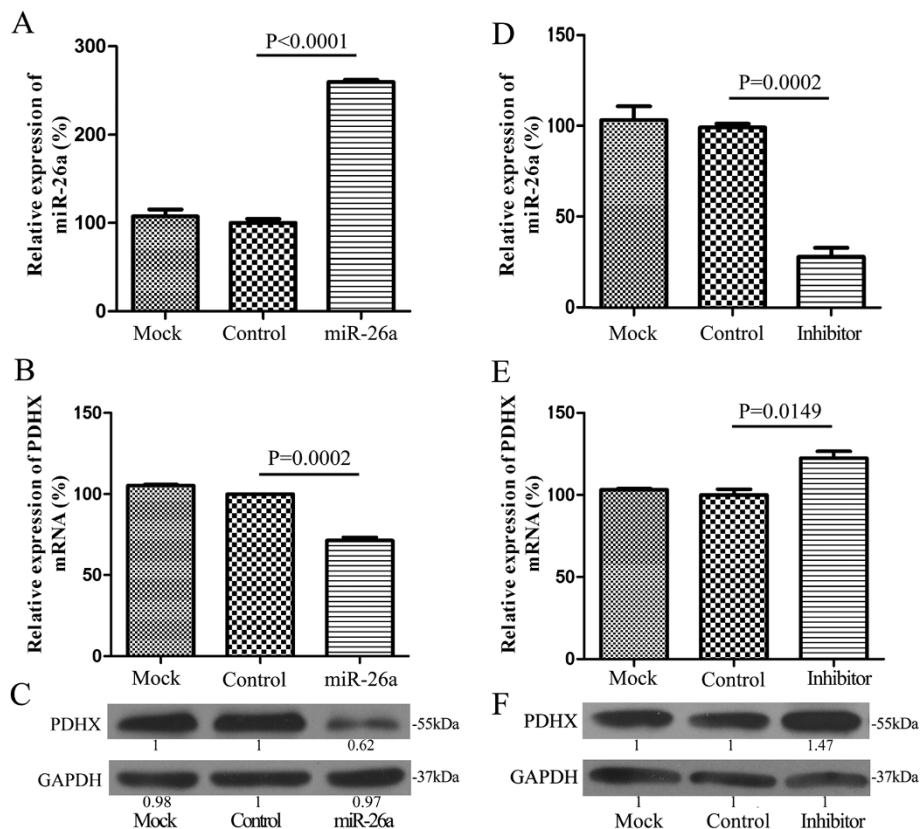 A
Relative expression of
miR-26a (%)
300
200
100
0
P<0.0001
Mock Control miR-26a
B
Relative expression of PDHX
mRNA (%)
150
100
50
0
P=0.0002
Mock Control miR-26a
C
PDHX -55kDa
1 1 0.62
GAPDH -37kDa
0.98 1 0.97
Mock Control miR-26a
D
Relative expression of
miR-26a (%)
150
100
50
0
P=0.0002
Mock Control Inhibitor
E
Relative expression of PDHX
mRNA (%)
150
100
50
0
P=0.0149
Mock Control Inhibitor
F
PDHX -55kDa
1 1 1.47
GAPDH -37kDa
1 1 1
Mock Control Inhibitor